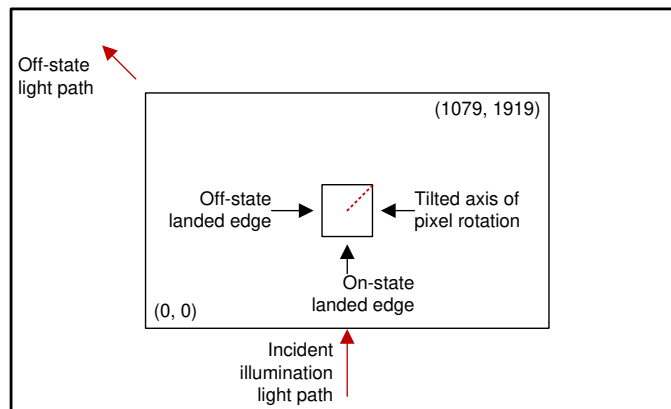 Off-state
light path
(1079, 1919)
Off-state
landed edge
Tilted axis of
pixel rotation
On-state
landed edge
(0, 0)
Incident
illumination
light path